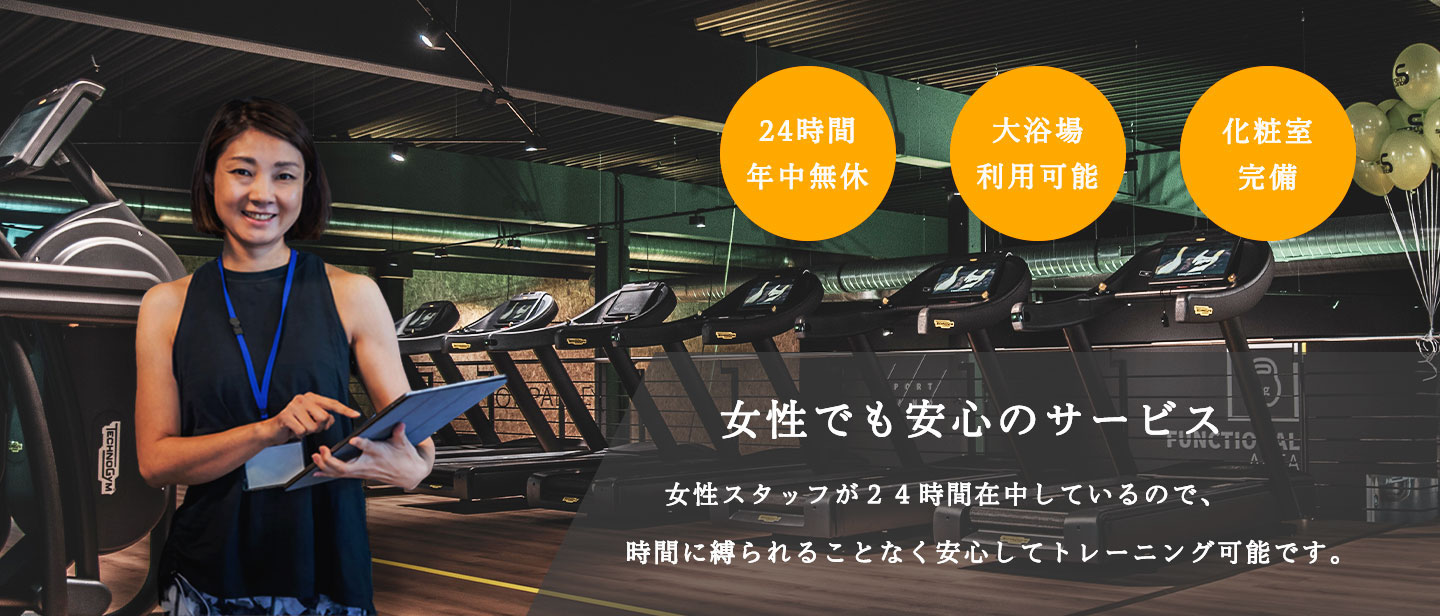 24時間
年中無休
大浴場
利用可能
化粧室
完備
女性でも安心のサービス
女性スタッフが２４時間在中しているので、
時間に縛られることなく安心してトレーニング可能です。
TECHNOGYM
FUNCTIONAL